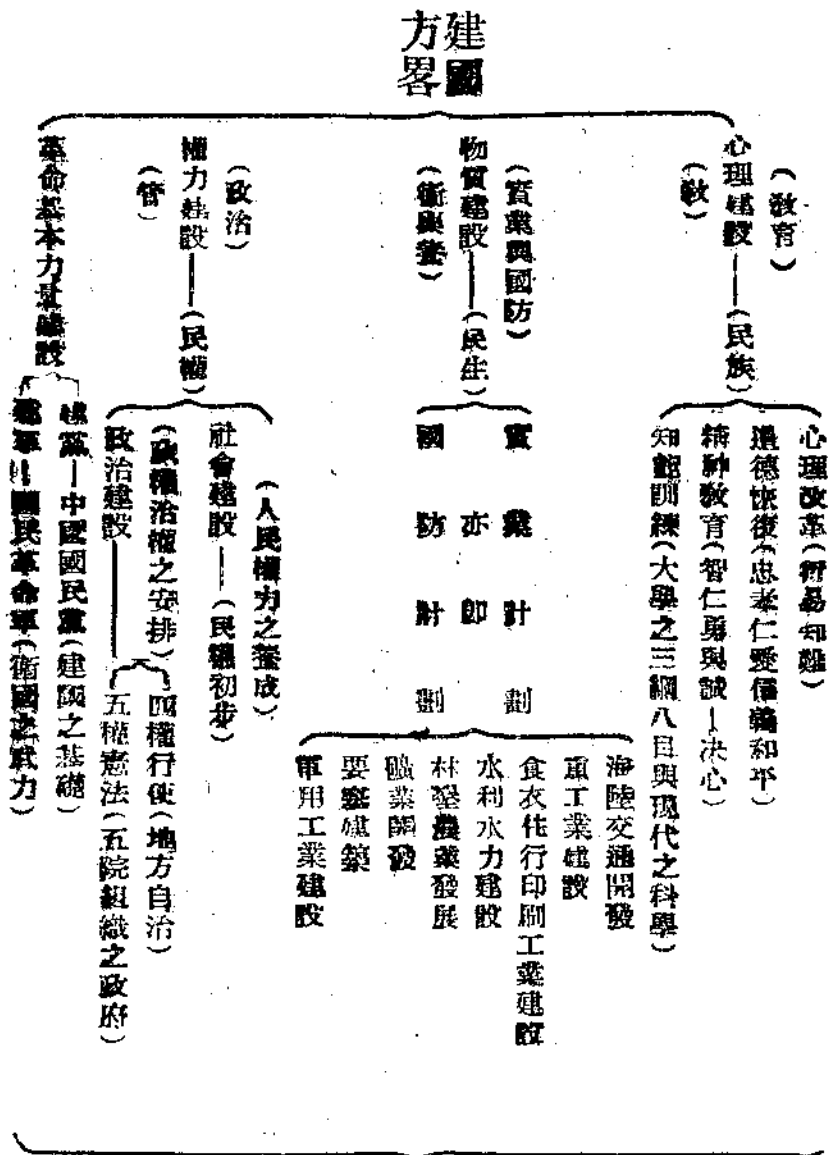 建國
方畧
(教育)
心理建設——(民族)
(教)
心理改革(行易知難)
道德恢復(忠孝仁愛信義和平)
精神教育(智仁勇與誠—决心)
知能訓練(大學之三綱八目與現代之科學)
(實業與國防)
物質建設——(民生)
(衛與養)
實業計劃
亦即
國防計劃
海陸交通開發
重工業建設
食衣住行印刷工業建設
水利水力建設
林墾農業發展
礦業開發
要塞建築
軍用工業建設
(政治)
權力建設——(民權)
(管)
(人民權力之養成)
社會建設——(民權初步)
(政權治權之安排)
政治建設——
四權行使(地方自治)
五權憲法(五院組織之政府)
革命基本力量建設
建黨—中國國民黨(建國之基礎)
建軍—國民革命軍(衛國之武力)